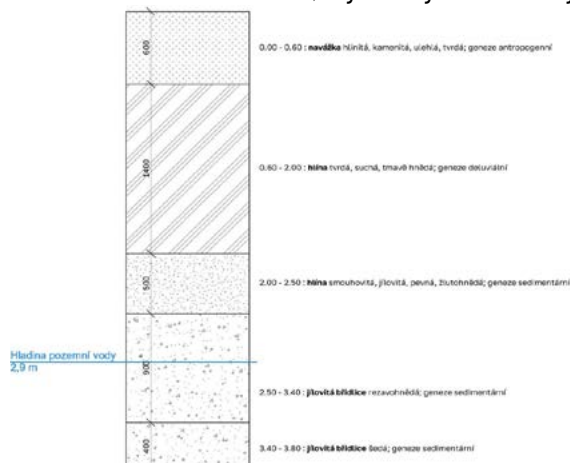 600
0.00 - 0.60 : navážka hlinitá, kamenitá, ulehlá, tvrdá; geneze antropogenní
1400
0.60 - 2.00 : hlína tvrdá, suchá, tmavě hnědá; geneze deluviální
500
2.00 - 2.50 : hlína smouhovitá, jílovitá, pevná, žlutohnědá; geneze sedimentární
Hladina pozemní vody
2,9 m
900
2.50 - 3.40 : jílovitá břidlice rezavohnědá; geneze sedimentární
400
3.40 - 3.80 : jílovitá břidlice šedá; geneze sedimentární